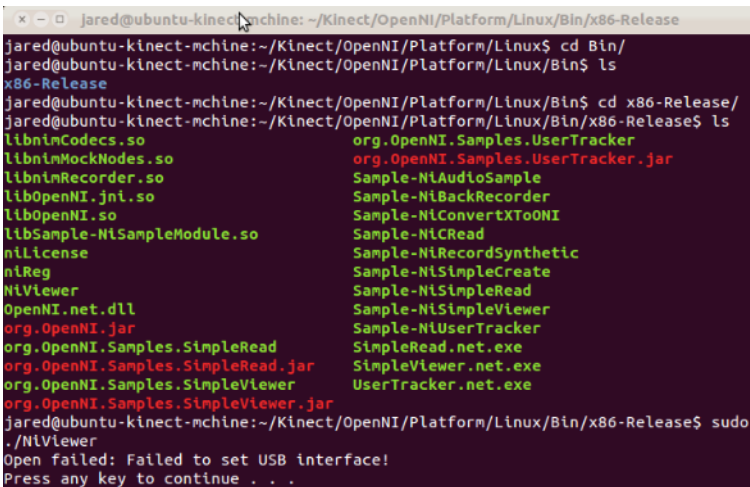 jared@ubuntu-kinect-mchine: ~/Kinect/OpenNI/Platform/Linux/Bin/x86-Release
jared@ubuntu-kinect-mchine:~/Kinect/OpenNI/Platform/Linux$ cd Bin/
jared@ubuntu-kinect-mchine:~/Kinect/OpenNI/Platform/Linux/Bin$ ls
x86-Release
jared@ubuntu-kinect-mchine:~/Kinect/OpenNI/Platform/Linux/Bin$ cd x86-Release/
jared@ubuntu-kinect-mchine:~/Kinect/OpenNI/Platform/Linux/Bin/x86-Release$ ls
libnimCodecs.so org.OpenNI.Samples.UserTracker
libnimMockNodes.so org.OpenNI.Samples.UserTracker.jar
libnimRecorder.so Sample-NiAudioSample
libOpenNI.jni.so Sample-NiBackRecorder
libOpenNI.so Sample-NiConvertXToONI
libSample-NiSampleModule.so Sample-NiCRead
niLicense Sample-NiRecordSynthetic
niReg Sample-NiSimpleCreate
NiViewer Sample-NiSimpleRead
OpenNI.net.dll Sample-NiSimpleViewer
org.OpenNI.jar Sample-NiUserTracker
org.OpenNI.Samples.SimpleRead SimpleRead.net.exe
org.OpenNI.Samples.SimpleRead.jar SimpleViewer.net.exe
org.OpenNI.Samples.SimpleViewer UserTracker.net.exe
org.OpenNI.Samples.SimpleViewer.jar
jared@ubuntu-kinect-mchine:~/Kinect/OpenNI/Platform/Linux/Bin/x86-Release$ sudo
./NiViewer
Open failed: Failed to set USB interface!
Press any key to continue . . .